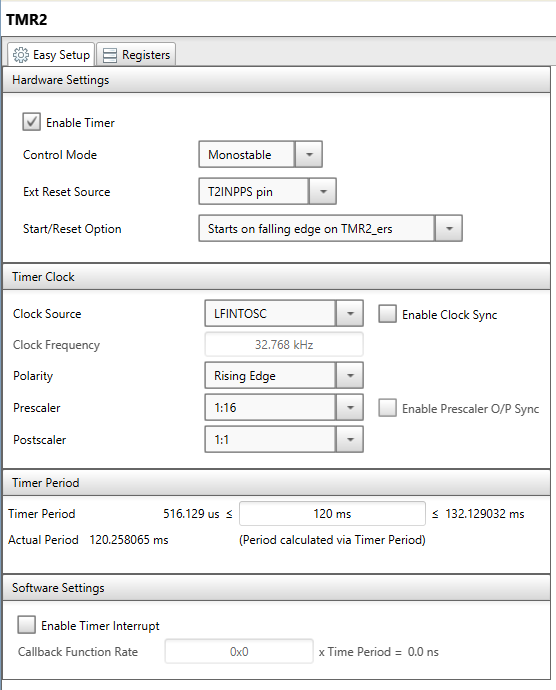 TMR2
Easy Setup Registers
Hardware Settings
Enable Timer
Control Mode Monostable
Ext Reset Source T2INPPS pin
Start/Reset Option Starts on falling edge on TMR2_ers
Timer Clock
Clock Source LFINTOSC Enable Clock Sync
Clock Frequency 32.768 kHz
Polarity Rising Edge
Prescaler 1:16 Enable Prescaler O/P Sync
Postscaler 1:1
Timer Period
Timer Period 516.129 us ≤ 120 ms ≤ 132.129032 ms
Actual Period 120.258065 ms (Period calculated via Timer Period)
Software Settings
Enable Timer Interrupt
Callback Function Rate 0x0 x Time Period = 0.0 ns